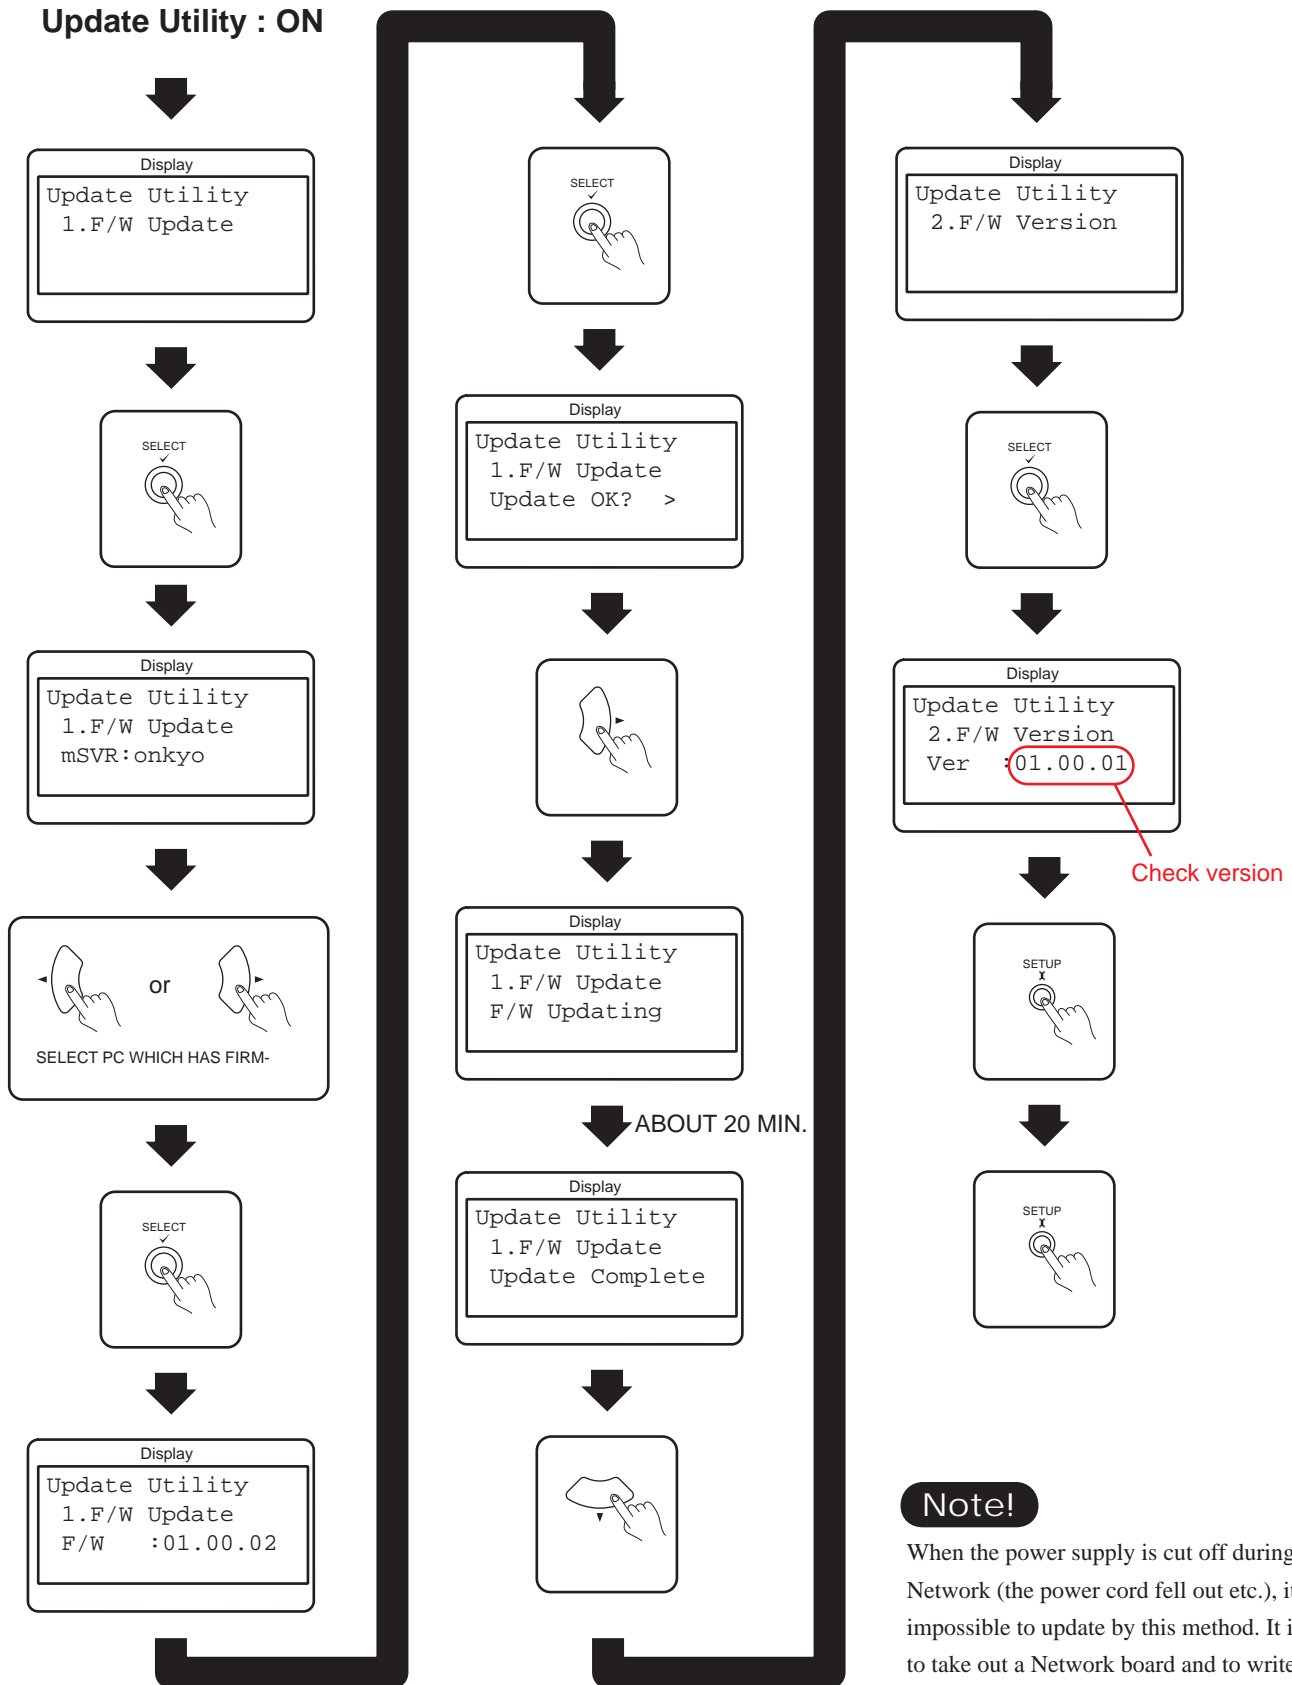 Update Utility : ON
Display
Update Utility
1.F/W Update
SELECT
Display
Update Utility
1.F/W Update
mSVR:onkyo
or
SELECT PC WHICH HAS FIRM-
SELECT
Display
Update Utility
1.F/W Update
F/W :01.00.02
SELECT
Display
Update Utility
1.F/W Update
Update OK? >
Display
Update Utility
1.F/W Update
F/W Updating
ABOUT 20 MIN.
Display
Update Utility
1.F/W Update
Update Complete
Display
Update Utility
2.F/W Version
SELECT
Display
Update Utility
2.F/W Version
Ver :01.00.01
Check version
SETUP
SETUP
Note!
When the power supply is cut off during
Network (the power cord fell out etc.), it
impossible to update by this method. It i
to take out a Network board and to write